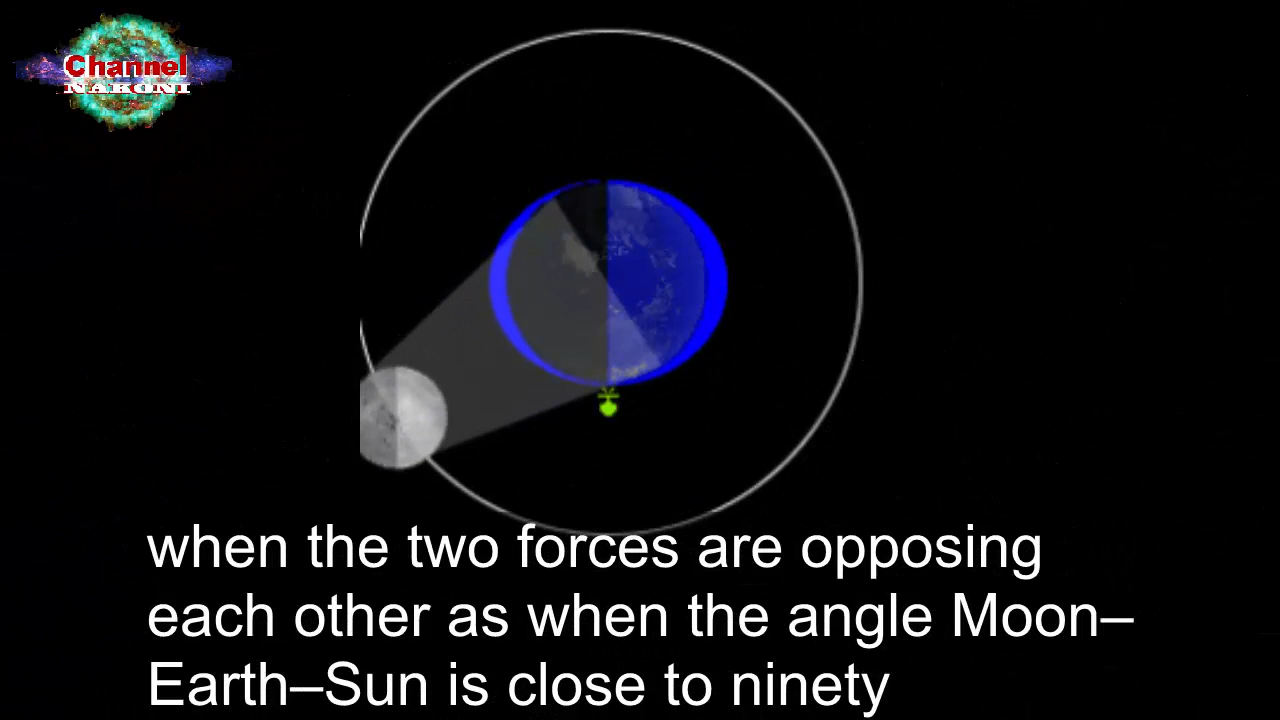 Channel
NAKONI
when the two forces are opposing
each other as when the angle Moon–
Earth–Sun is close to ninety